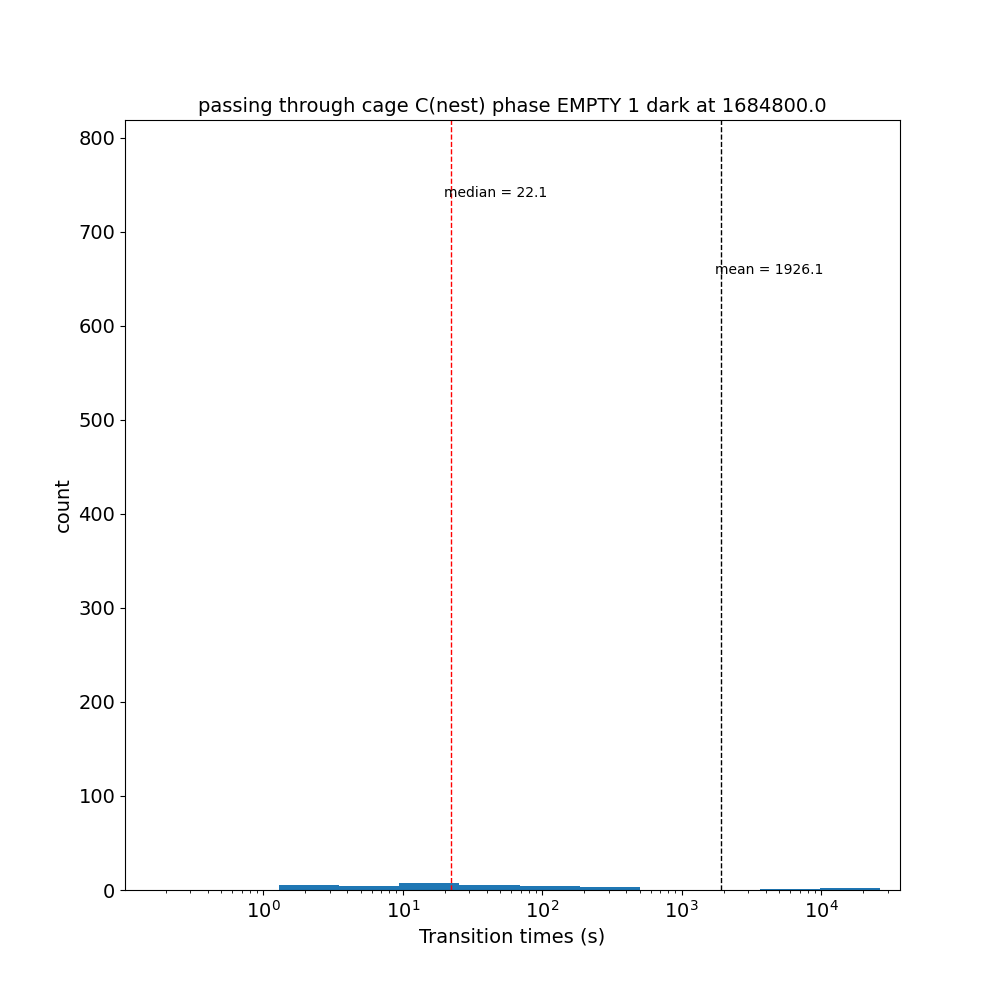 passing through cage C(nest) phase EMPTY 1 dark at 1684800.0
800
median = 22.1
700
mean = 1926.1
600
500
count
400
300
200
100
0
10⁰ 10¹ 10² 10³ 10⁴
Transition times (s)